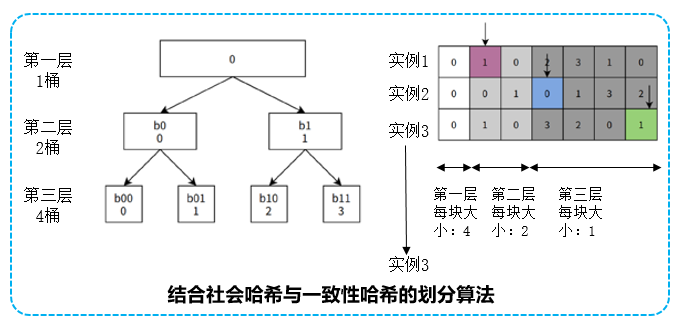 第一层
1桶
0
第二层
2桶
b0
0
b1
1
第三层
4桶
b00
0
b01
1
b10
2
b11
3
实例1
0 1 0 2 3 1 0
实例2
0 0 1 0 1 3 2
实例3
0 1 0 3 2 0 1
第一层
每块大
小：4
第二层
每块大
小：2
第三层
每块大
小：1
实例3
结合社会哈希与一致性哈希的划分算法